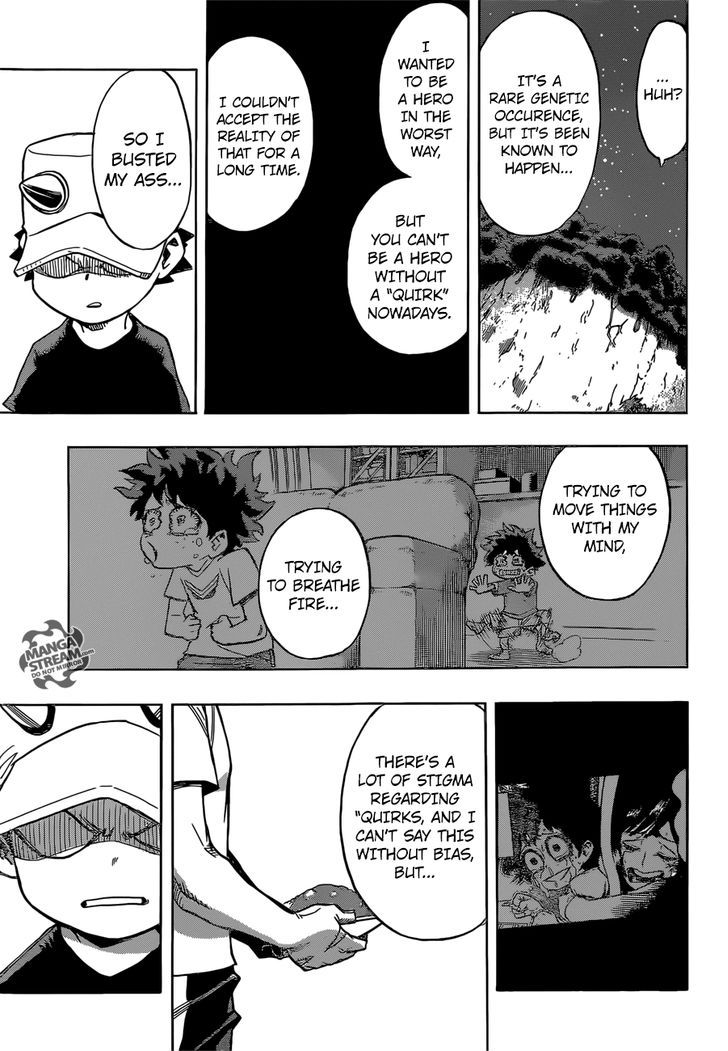 ...
HUH?
IT'S A
RARE GENETIC
OCCURENCE,
BUT IT'S BEEN
KNOWN TO
HAPPEN...
I
WANTED
TO BE
A HERO
IN THE
WORST
WAY,
BUT
YOU CAN'T
BE A HERO
WITHOUT
A "QUIRK"
NOWADAYS.
I COULDN'T
ACCEPT THE
REALITY OF
THAT FOR A
LONG TIME.
SO I
BUSTED
MY ASS...
TRYING TO
MOVE THINGS
WITH MY
MIND,
TRYING
TO BREATHE
FIRE...
THERE'S A
LOT OF STIGMA
REGARDING
"QUIRKS, AND I
CAN'T SAY THIS
WITHOUT BIAS,
BUT...
MANGA
STREAM.com
DO NOT MIRROR